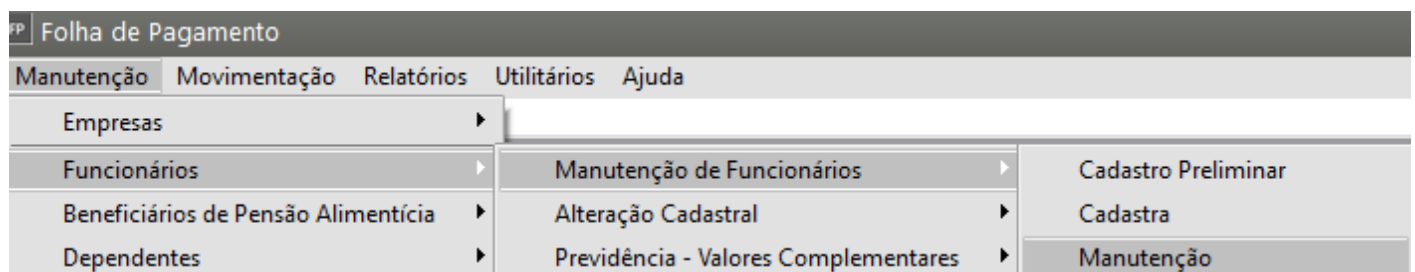 FP Folha de Pagamento
Manutenção Movimentação Relatórios Utilitários Ajuda
Empresas
Funcionários Manutenção de Funcionários Cadastro Preliminar
Beneficiários de Pensão Alimentícia Alteração Cadastral Cadastra
Dependentes Previdência - Valores Complementares Manutenção